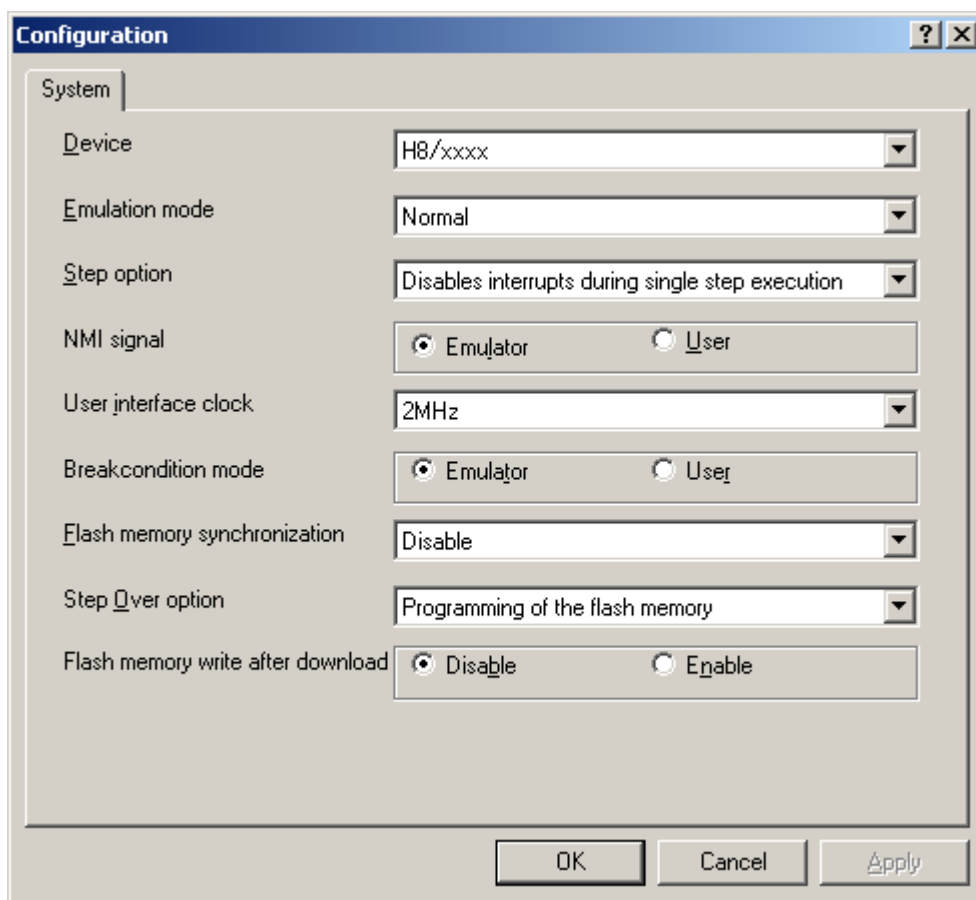 Configuration
System
Device H8/xxxx
Emulation mode Normal
Step option Disables interrupts during single step execution
NMI signal Emulator User
User interface clock 2MHz
Breakcondition mode Emulator User
Flash memory synchronization Disable
Step Over option Programming of the flash memory
Flash memory write after download Disable Enable
OK Cancel Apply